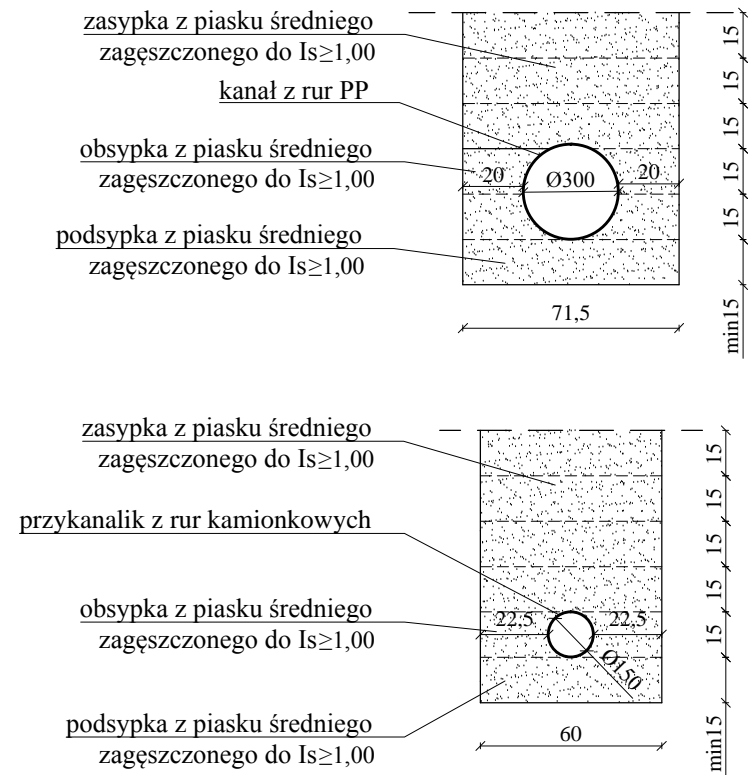 zasypka z piasku średniego
zagęszczonego do Is≥1,00
kanał z rur PP
obsypka z piasku średniego
zagęszczonego do Is≥1,00
podsypka z piasku średniego
zagęszczonego do Is≥1,00
20
Ø300
20
71,5
15
15
15
15
15
min15
zasypka z piasku średniego
zagęszczonego do Is≥1,00
przykanalik z rur kamionkowych
obsypka z piasku średniego
zagęszczonego do Is≥1,00
podsypka z piasku średniego
zagęszczonego do Is≥1,00
22,5
22,5
Ø150
60
15
15
15
15
15
min15